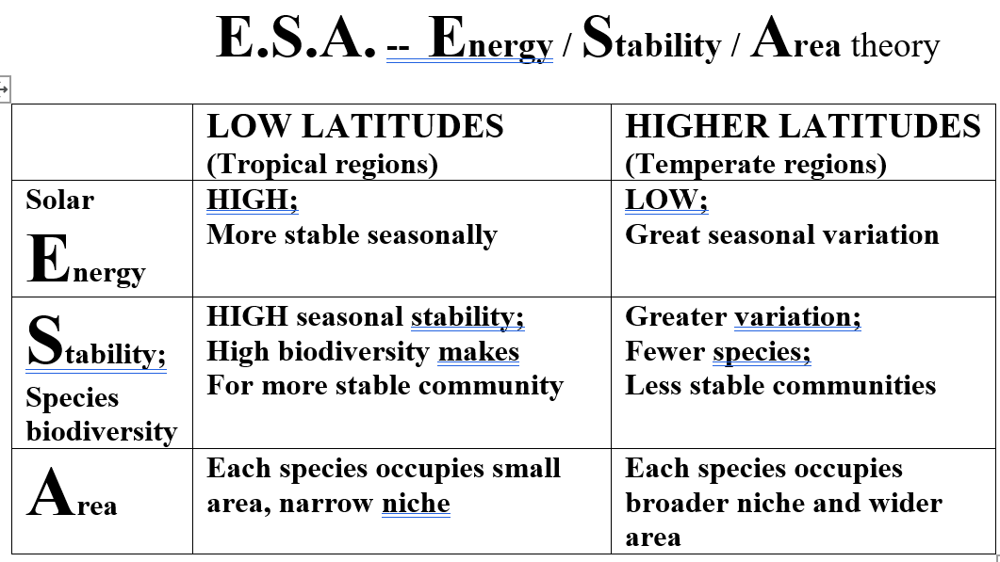 E.S.A. -- Energy / Stability / Area theory
LOW LATITUDES
(Tropical regions)
HIGHER LATITUDES
(Temperate regions)
Solar
Energy
HIGH;
More stable seasonally
LOW;
Great seasonal variation
Stability;
Species
biodiversity
HIGH seasonal stability;
High biodiversity makes
For more stable community
Greater variation;
Fewer species;
Less stable communities
Area
Each species occupies small
area, narrow niche
Each species occupies
broader niche and wider
area